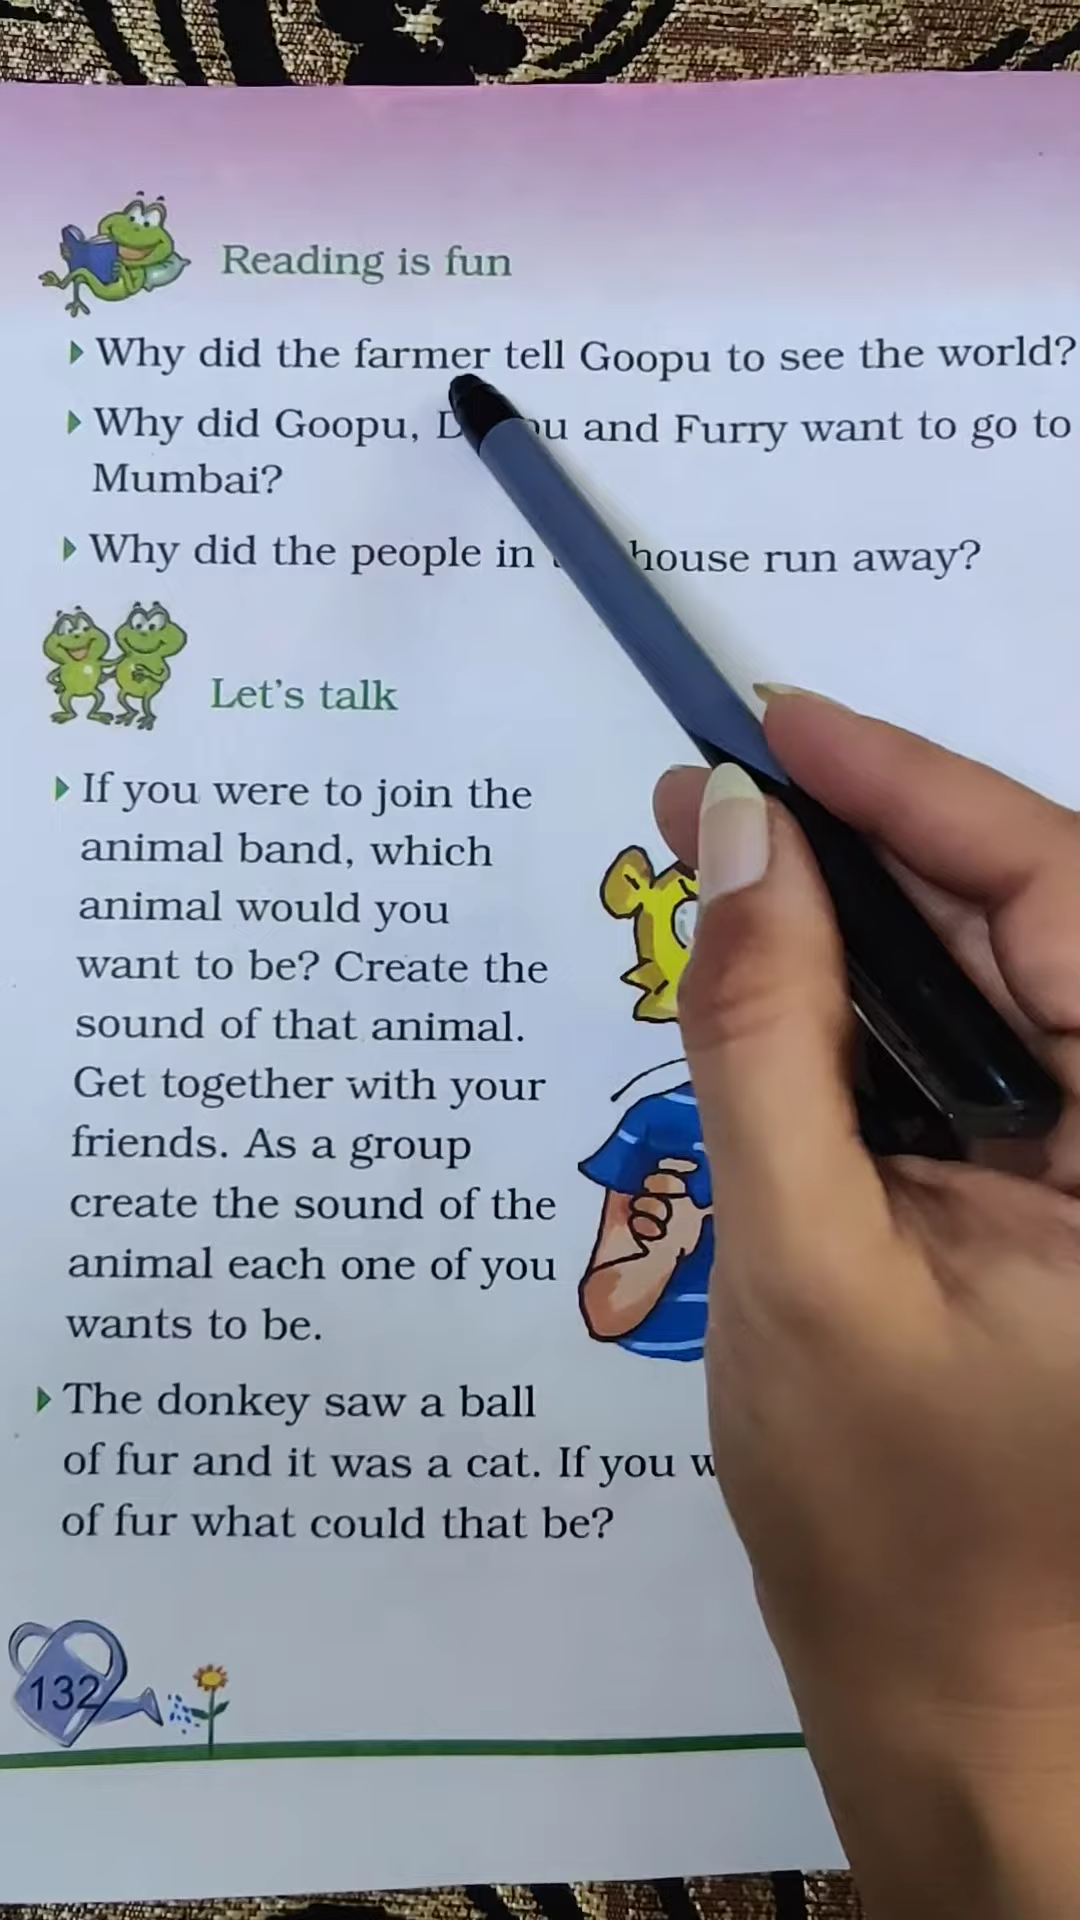 Reading is fun
Why did the farmer tell Goopu to see the world?
Why did Goopu, and Furry want to go to
Mumbai?
Why did the people in house run away?
Let's talk
If you were to join the
animal band, which
animal would you
want to be? Create the
sound of that animal.
Get together with your
friends. As a group
create the sound of the
animal each one of you
wants to be.
The donkey saw a ball
of fur and it was a cat. If you
of fur what could that be?
132